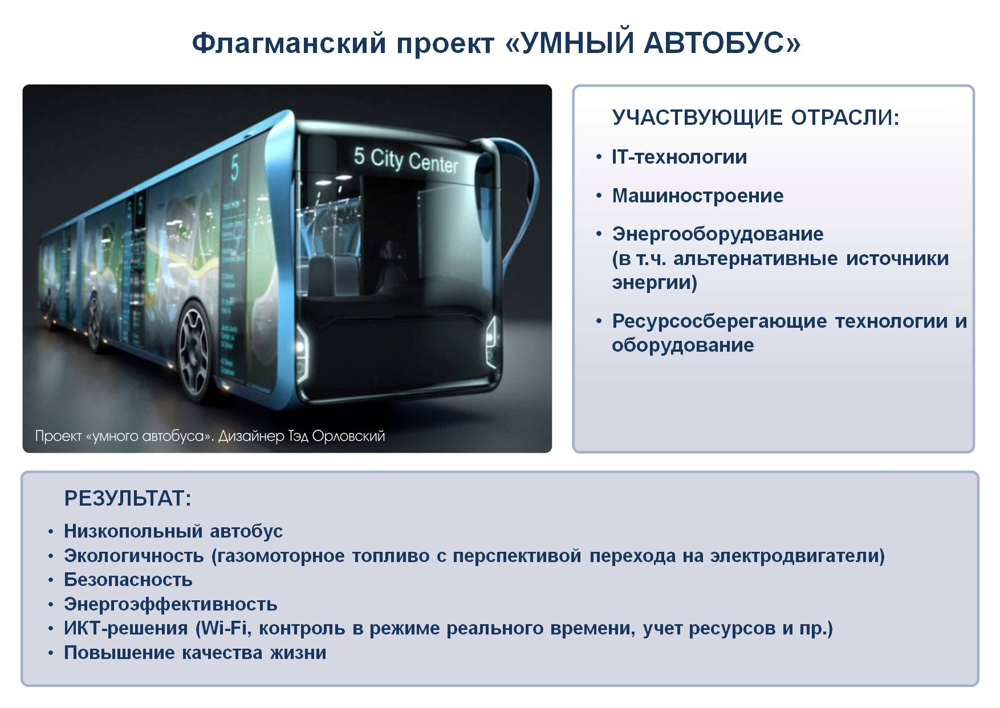 Флагманский проект «УМНЫЙ АВТОБУС»
5 City Center
5
5
5
Проект «умного автобуса». Дизайнер Тэд Орловский
УЧАСТВУЮЩИЕ ОТРАСЛИ:
• IT-технологии
• Машиностроение
• Энергооборудование
(в т.ч. альтернативные источники
энергии)
• Ресурсосберегающие технологии и
оборудование
РЕЗУЛЬТАТ:
• Низкопольный автобус
• Экологичность (газомоторное топливо с перспективой перехода на электродвигатели)
• Безопасность
• Энергоэффективность
• ИКТ-решения (Wi-Fi, контроль в режиме реального времени, учет ресурсов и пр.)
• Повышение качества жизни